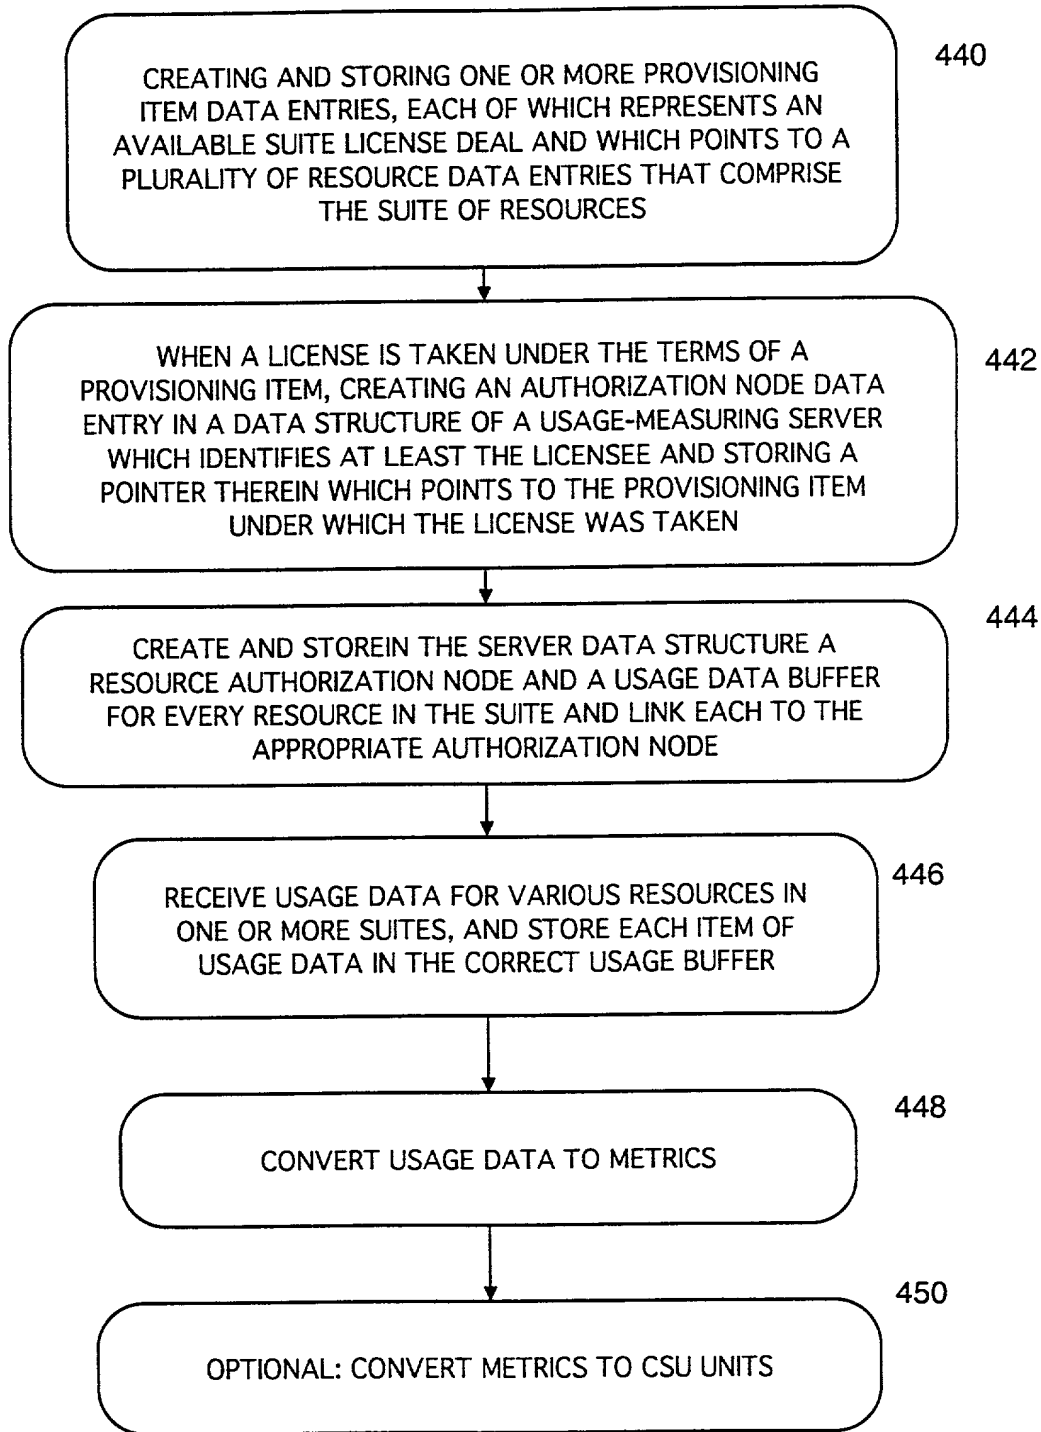 CREATING AND STORING ONE OR MORE PROVISIONING
ITEM DATA ENTRIES, EACH OF WHICH REPRESENTS AN
AVAILABLE SUITE LICENSE DEAL AND WHICH POINTS TO A
PLURALITY OF RESOURCE DATA ENTRIES THAT COMPRISE
THE SUITE OF RESOURCES
440
WHEN A LICENSE IS TAKEN UNDER THE TERMS OF A
PROVISIONING ITEM, CREATING AN AUTHORIZATION NODE DATA
ENTRY IN A DATA STRUCTURE OF A USAGE-MEASURING SERVER
WHICH IDENTIFIES AT LEAST THE LICENSEE AND STORING A
POINTER THEREIN WHICH POINTS TO THE PROVISIONING ITEM
UNDER WHICH THE LICENSE WAS TAKEN
442
CREATE AND STOREIN THE SERVER DATA STRUCTURE A
RESOURCE AUTHORIZATION NODE AND A USAGE DATA BUFFER
FOR EVERY RESOURCE IN THE SUITE AND LINK EACH TO THE
APPROPRIATE AUTHORIZATION NODE
444
RECEIVE USAGE DATA FOR VARIOUS RESOURCES IN
ONE OR MORE SUITES, AND STORE EACH ITEM OF
USAGE DATA IN THE CORRECT USAGE BUFFER
446
CONVERT USAGE DATA TO METRICS
448
OPTIONAL: CONVERT METRICS TO CSU UNITS
450